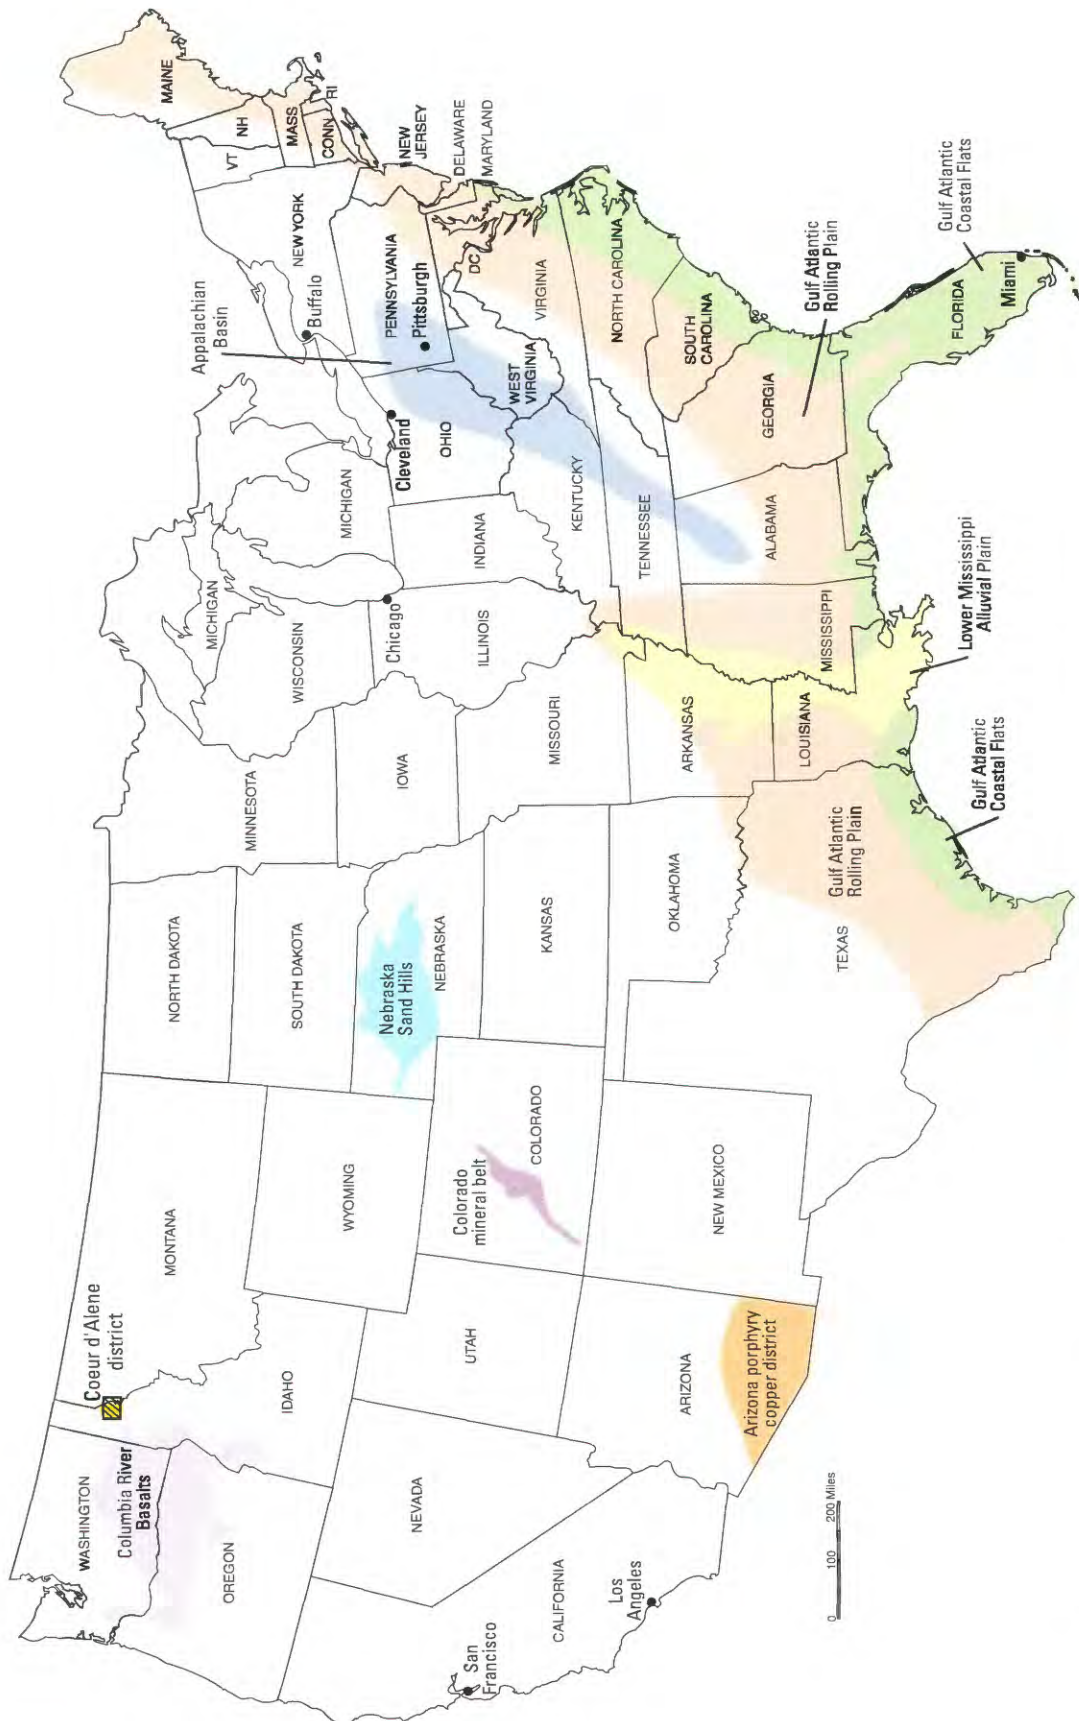 Coeur d'Alene
district
WASHINGTON
Columbia River
Basalts
OREGON
IDAHO
MONTANA
NORTH DAKOTA
SOUTH DAKOTA
MINNESOTA
WISCONSIN
MICHIGAN
MICHIGAN
WYOMING
Nebraska
Sand Hills
NEBRASKA
IOWA
Chicago
ILLINOIS
INDIANA
OHIO
Cleveland
Appalachian
Basin
Buffalo
NEW YORK
PENNSYLVANIA
Pittsburgh
VT
NH
MAINE
MASS
CONN
RI
NEW
JERSEY
DELAWARE
MARYLAND
DC
WEST
VIRGINIA
VIRGINIA
San
Francisco
CALIFORNIA
Los
Angeles
NEVADA
UTAH
Colorado
mineral belt
COLORADO
KANSAS
MISSOURI
KENTUCKY
TENNESSEE
NORTH CAROLINA
SOUTH
CAROLINA
ARIZONA
Arizona porphyry
copper district
NEW MEXICO
OKLAHOMA
TEXAS
Gulf Atlantic
Rolling Plain
ARKANSAS
LOUISIANA
MISSISSIPPI
ALABAMA
GEORGIA
Gulf Atlantic
Rolling Plain
FLORIDA
Miami
Gulf Atlantic
Coastal Flats
Lower Mississippi
Alluvial Plain
Gulf Atlantic
Coastal Flats
0 100 200 Miles